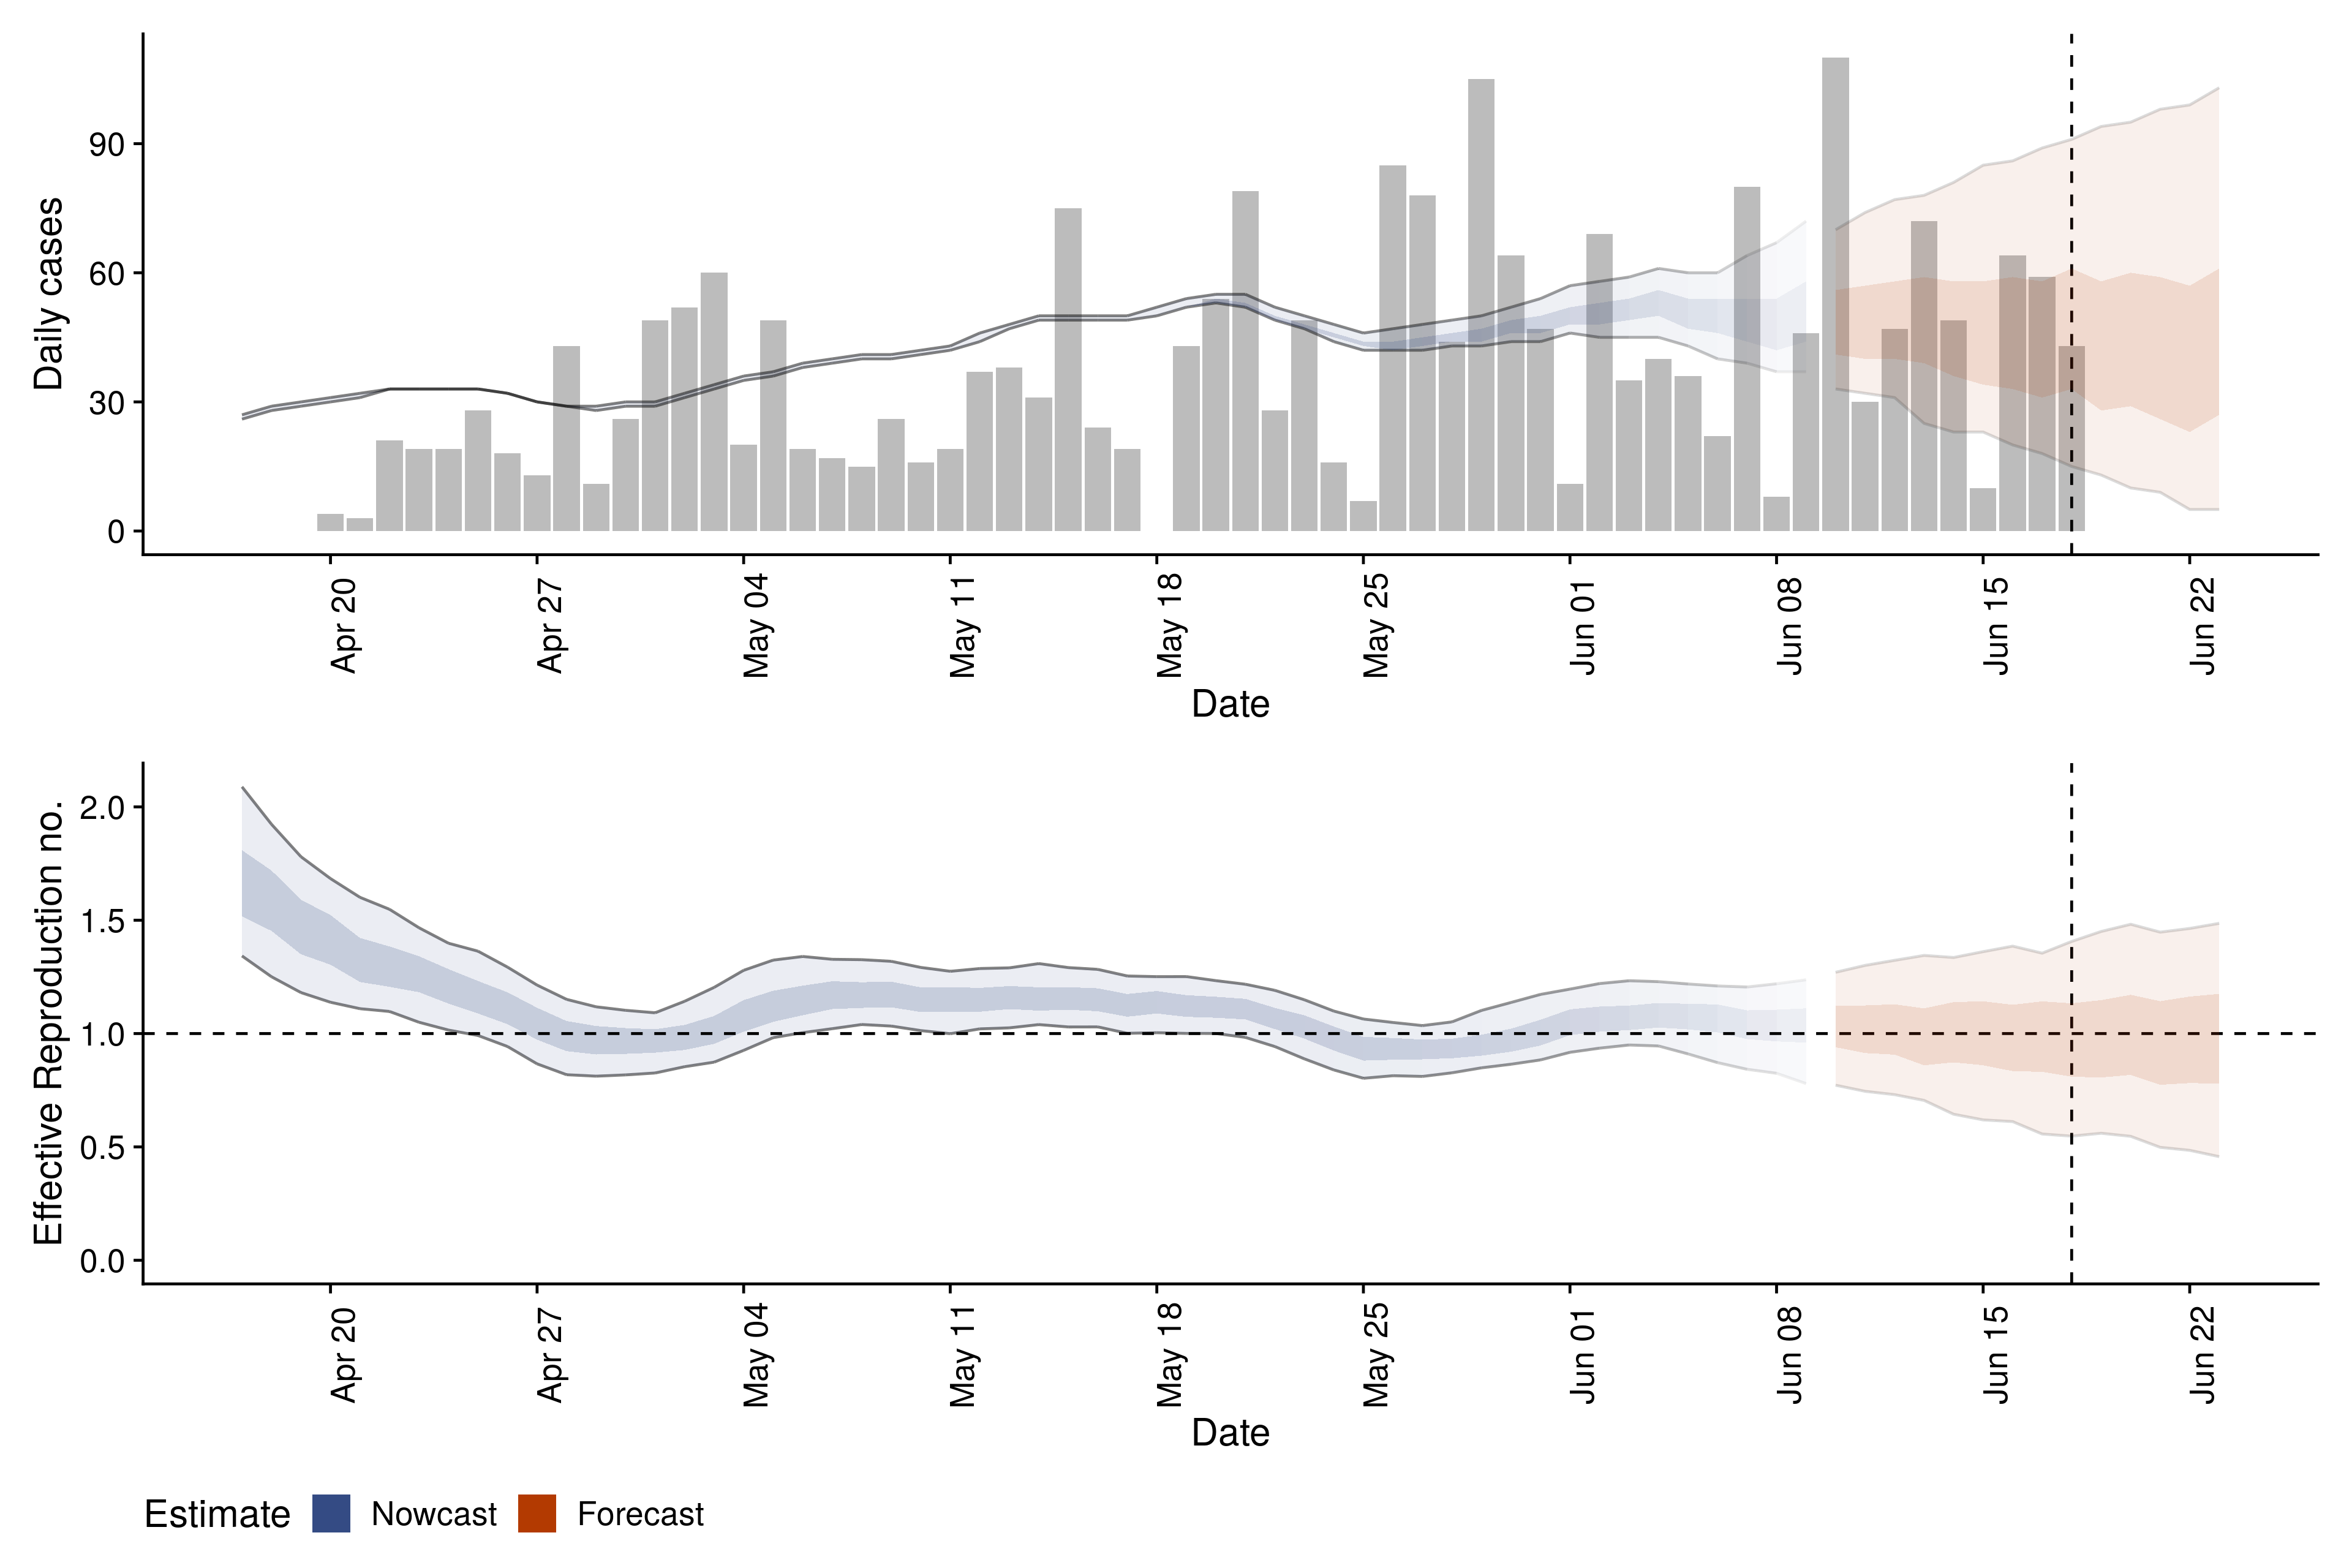 Daily cases
90
60
30
0
Apr 20
Apr 27
May 04
May 11
May 18
May 25
Jun 01
Jun 08
Jun 15
Jun 22
Date
Effective Reproduction no.
2.0
1.5
1.0
0.5
0.0
Apr 20
Apr 27
May 04
May 11
May 18
May 25
Jun 01
Jun 08
Jun 15
Jun 22
Date
Estimate Nowcast Forecast